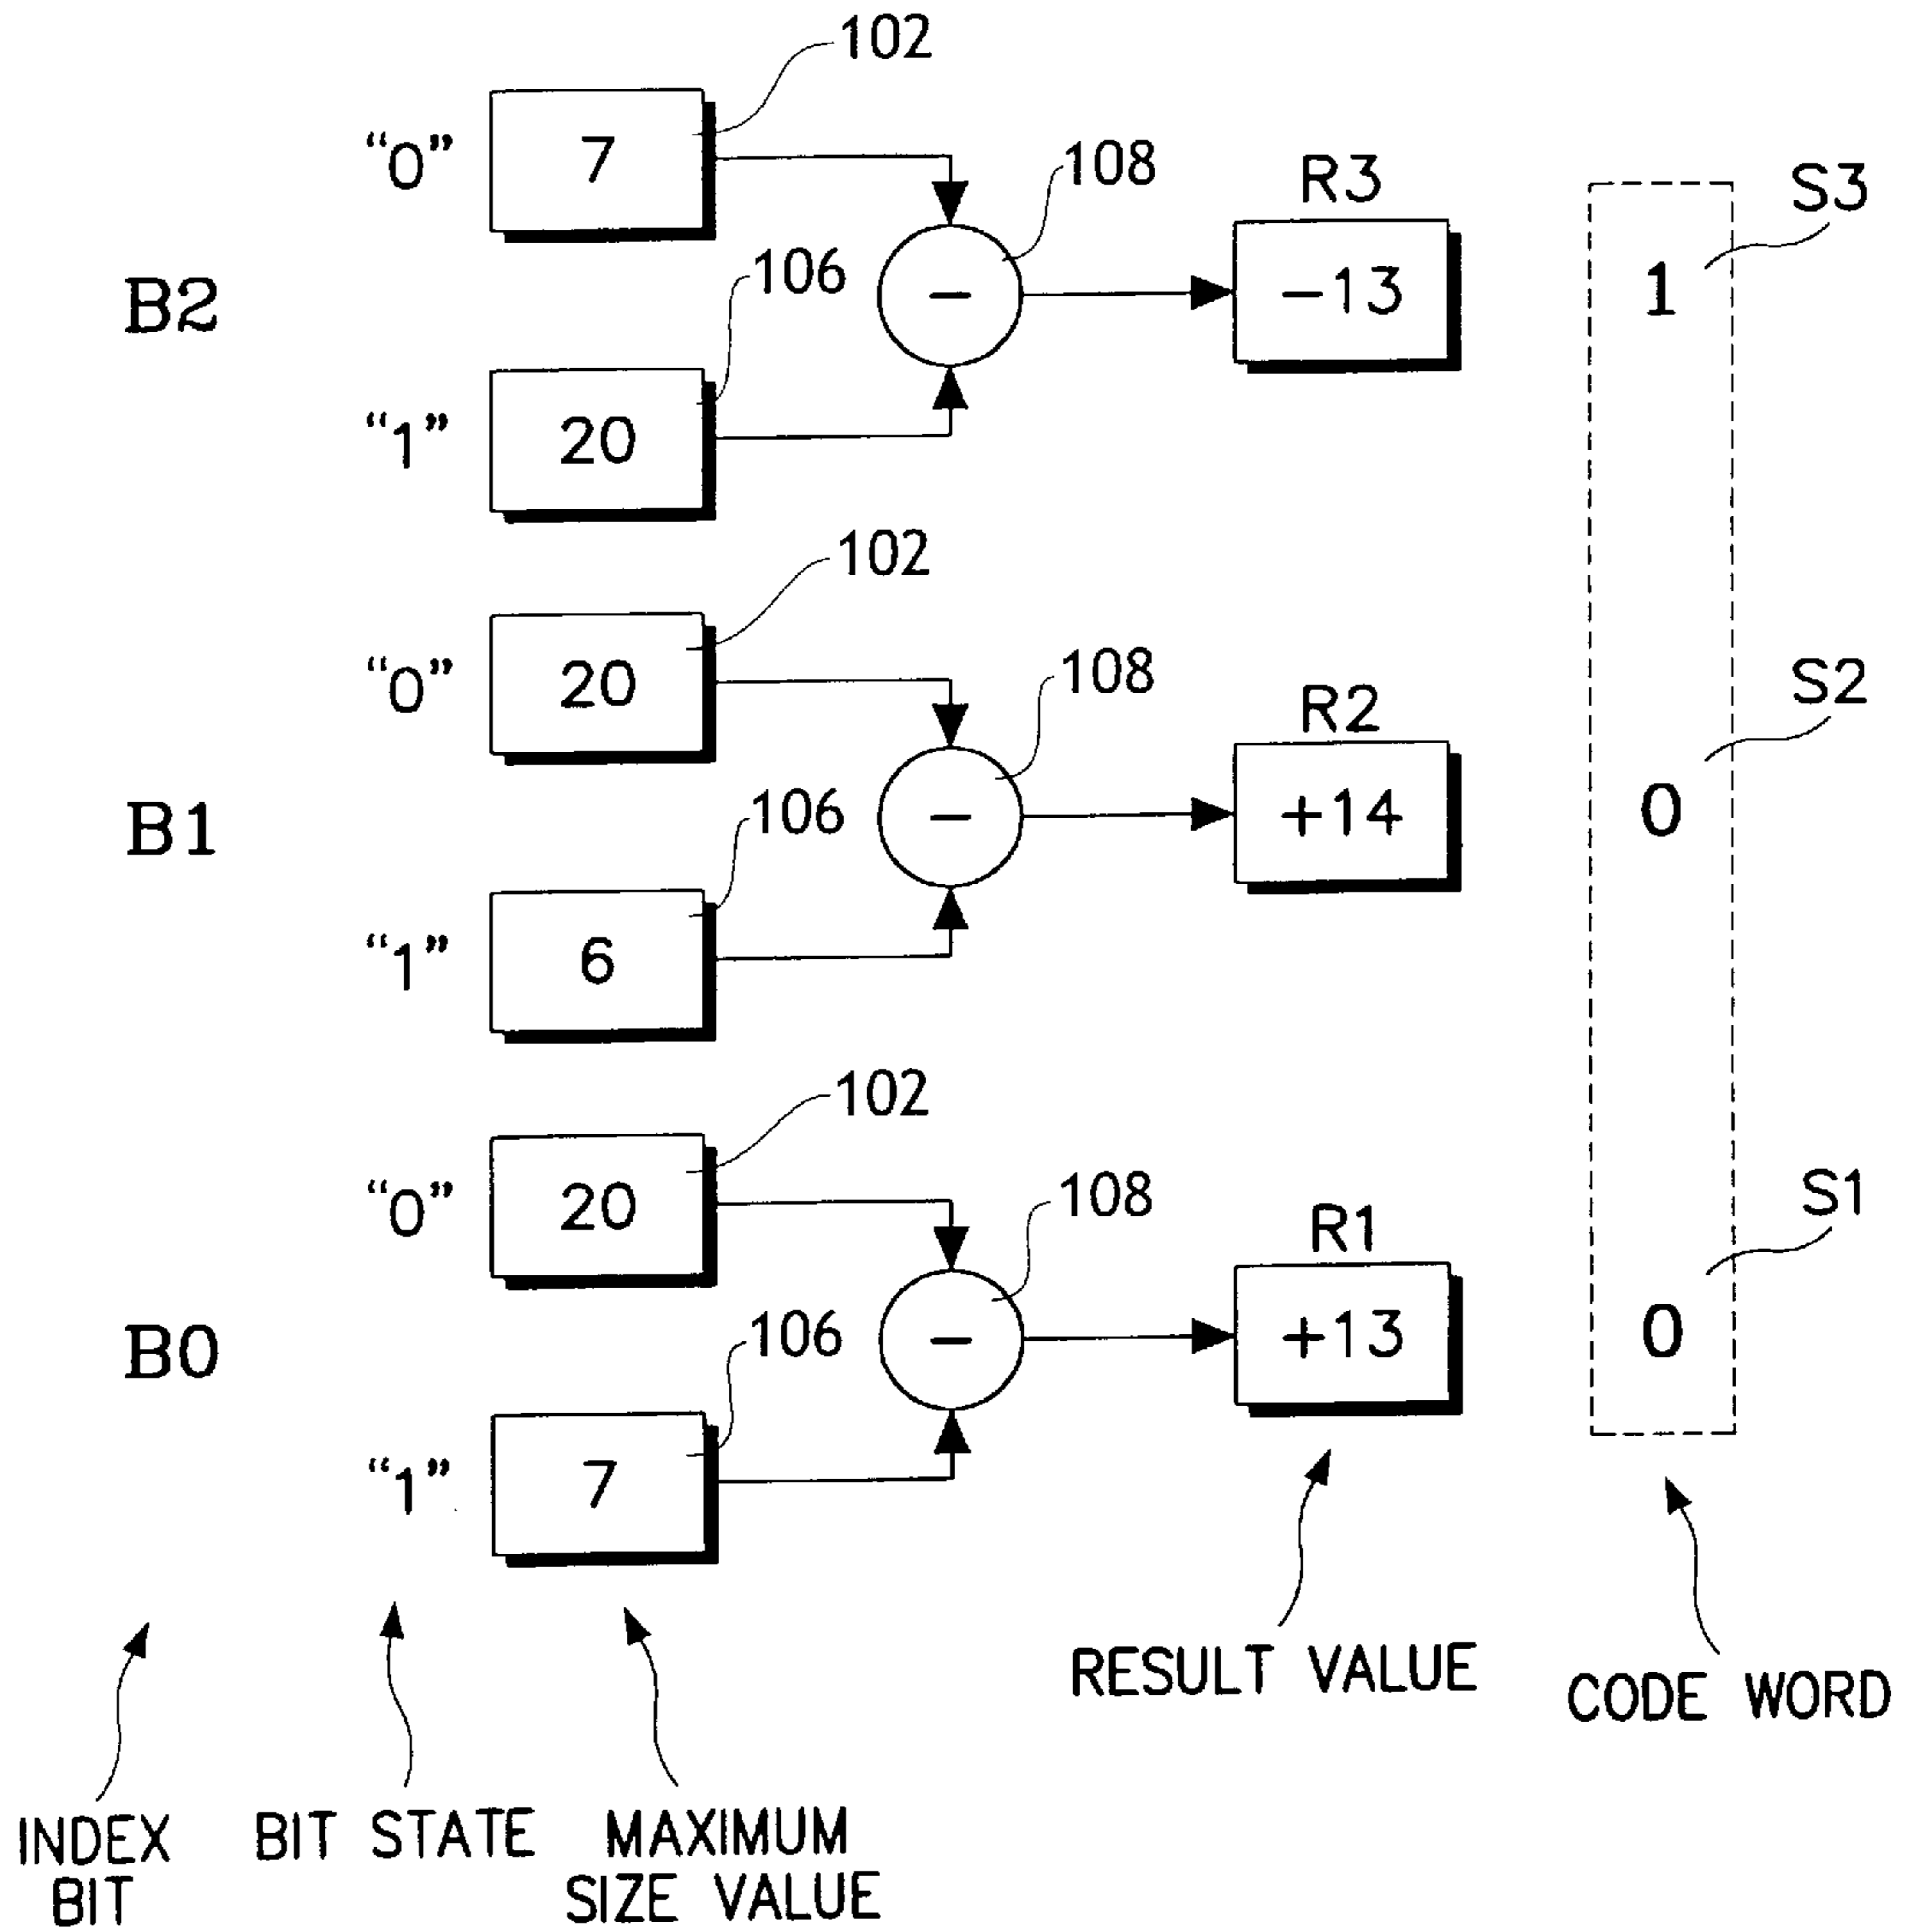 102
“0” 7
108
R3
S3
106
B2
–
–13
1
“1” 20
102
“0” 20
108
R2
S2
106
B1
–
+14
0
“1” 6
102
“0” 20
108
R1
S1
106
B0
–
+13
0
“1” 7
RESULT VALUE
CODE WORD
INDEX
BIT
BIT STATE
MAXIMUM
SIZE VALUE